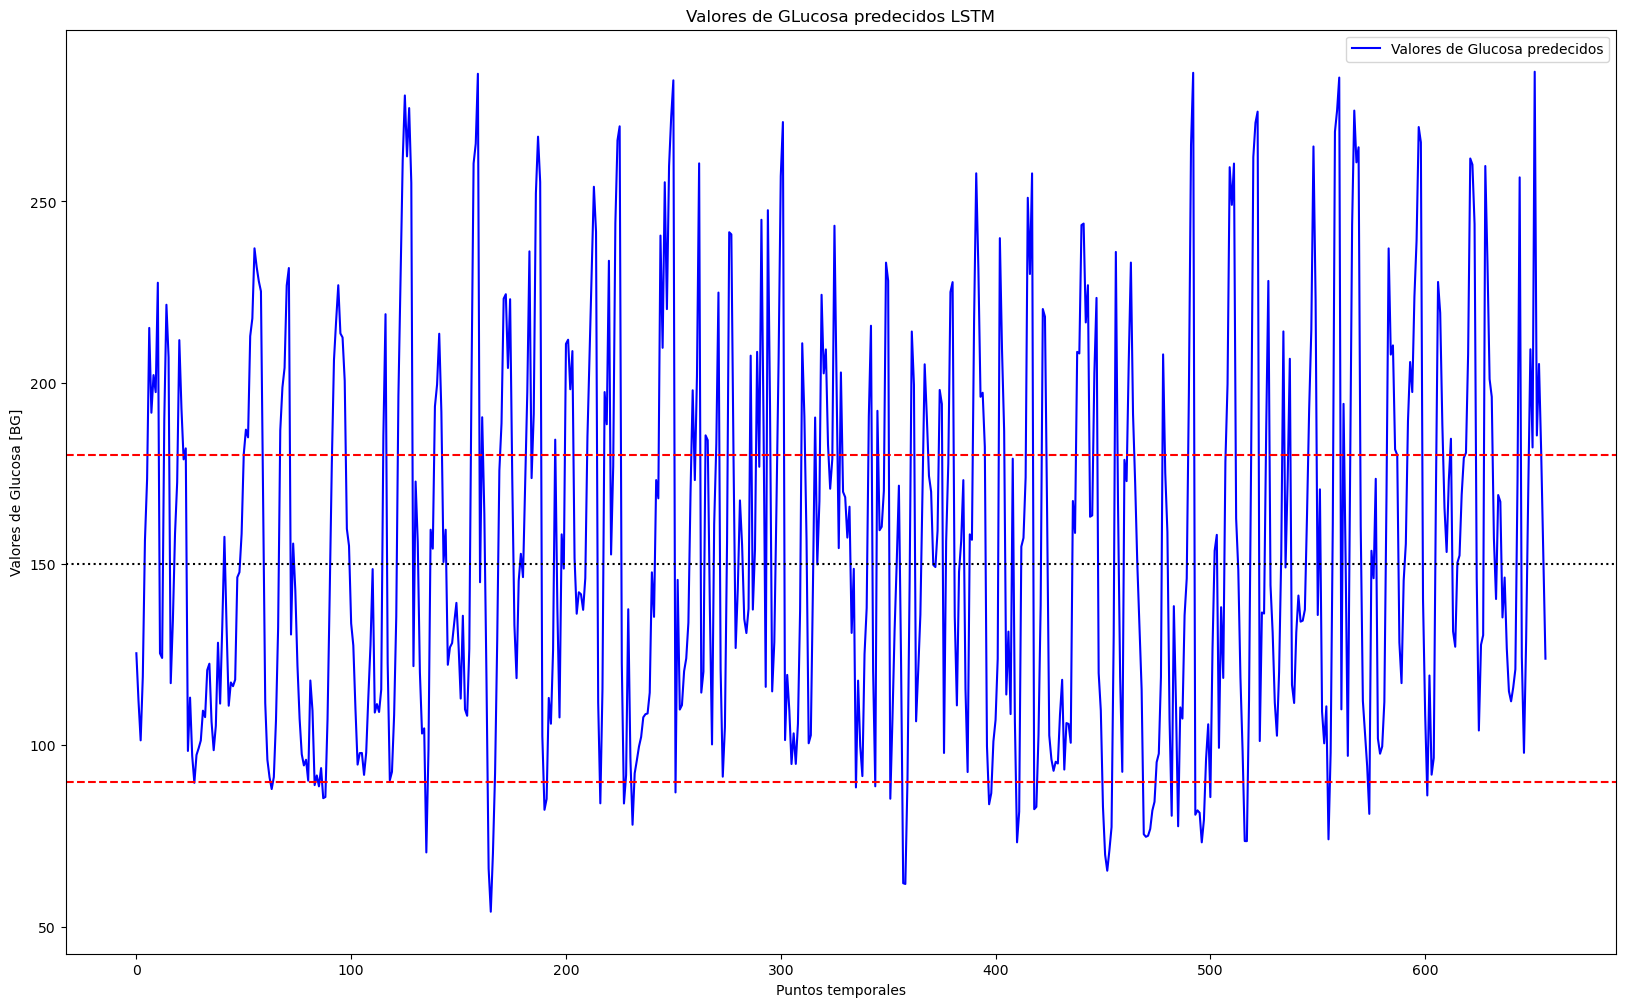 Valores de GLucosa predecidos LSTM
Valores de Glucosa predecidos
Valores de Glucosa [BG]
250
200
150
100
50
0 100 200 300 400 500 600
Puntos temporales